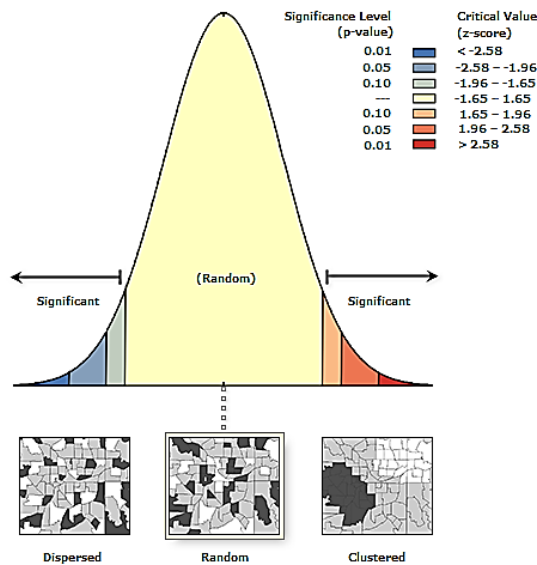 Significance Level Critical Value
(p-value) (z-score)
0.01 < -2.58
0.05 -2.58 – -1.96
0.10 -1.96 – -1.65
--- -1.65 – 1.65
0.10 1.65 – 1.96
0.05 1.96 – 2.58
0.01 > 2.58
(Random)
Significant Significant
Dispersed Random Clustered